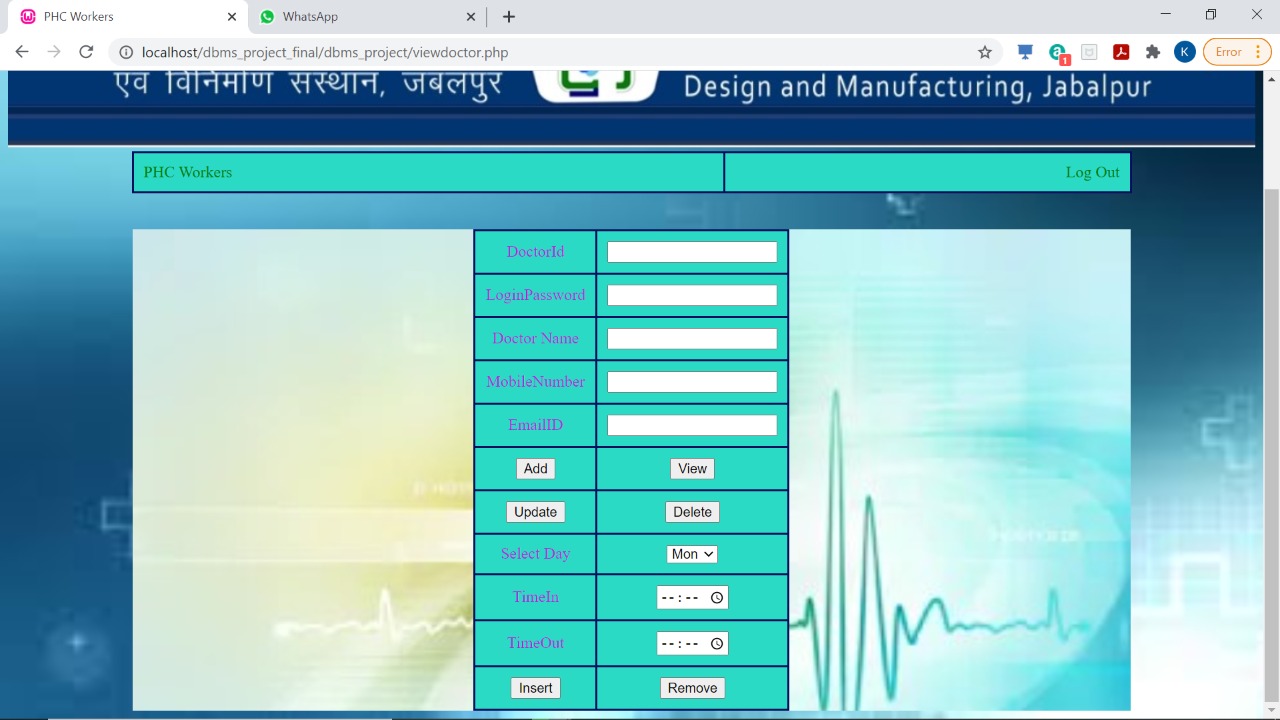 PHC Workers
WhatsApp
localhost/dbms_project_final/dbms_project/viewdoctor.php
1
K
Error
एवं विनिर्माण संस्थान, जबलपुर
Design and Manufacturing, Jabalpur
PHC Workers
Log Out
DoctorId
LoginPassword
Doctor Name
MobileNumber
EmailID
Add
View
Update
Delete
Select Day
Mon
TimeIn
--:--
TimeOut
--:--
Insert
Remove